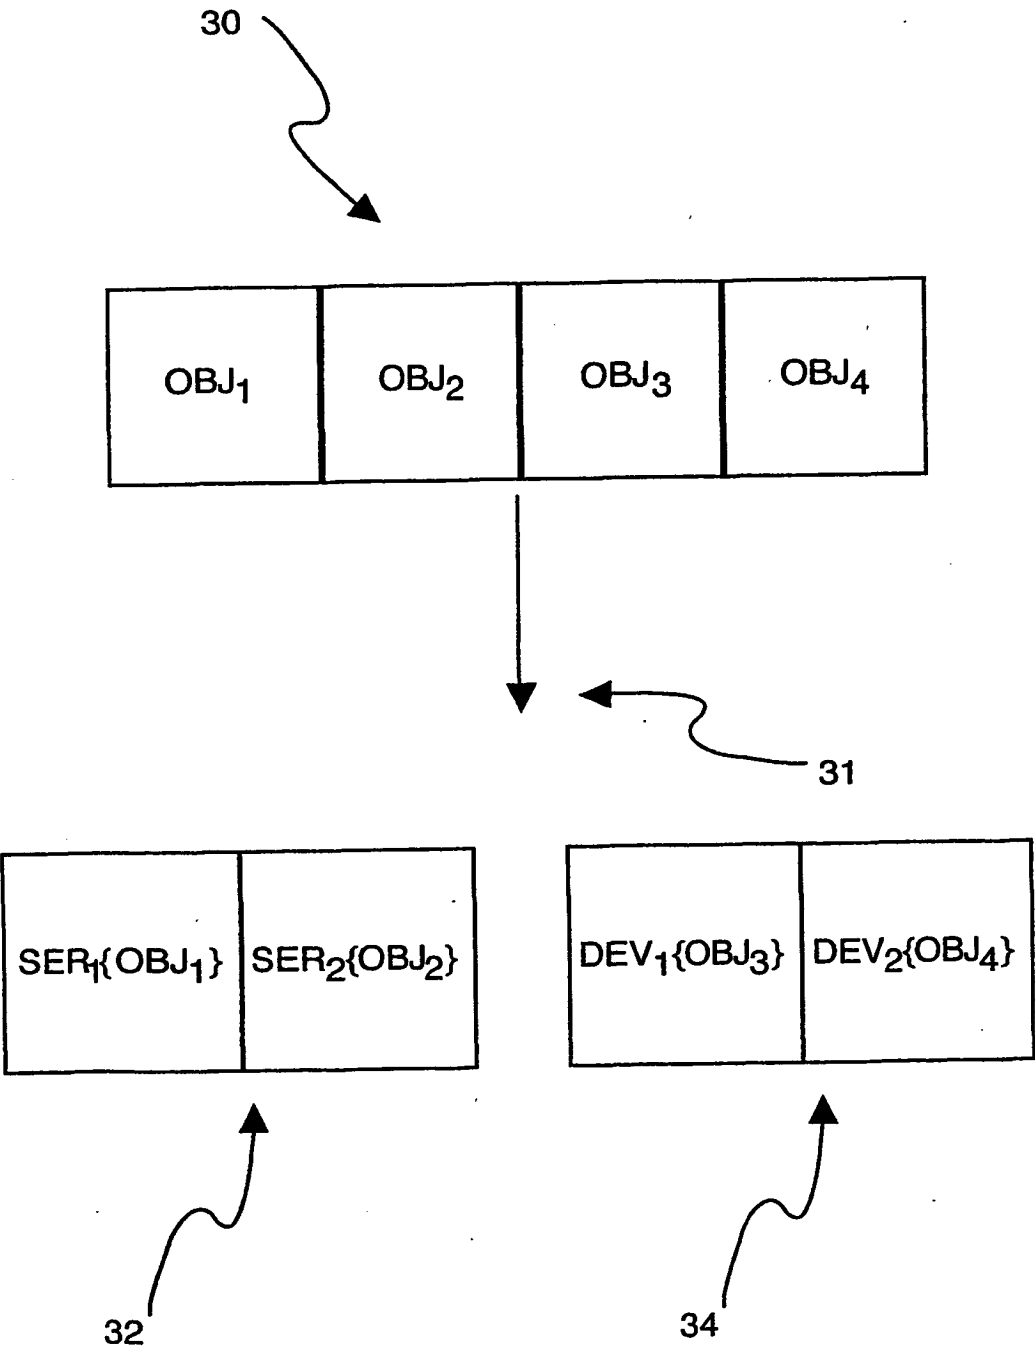 30
OBJ₁ OBJ₂ OBJ₃ OBJ₄
31
SER₁{OBJ₁} SER₂{OBJ₂} DEV₁{OBJ₃} DEV₂{OBJ₄}
32 34